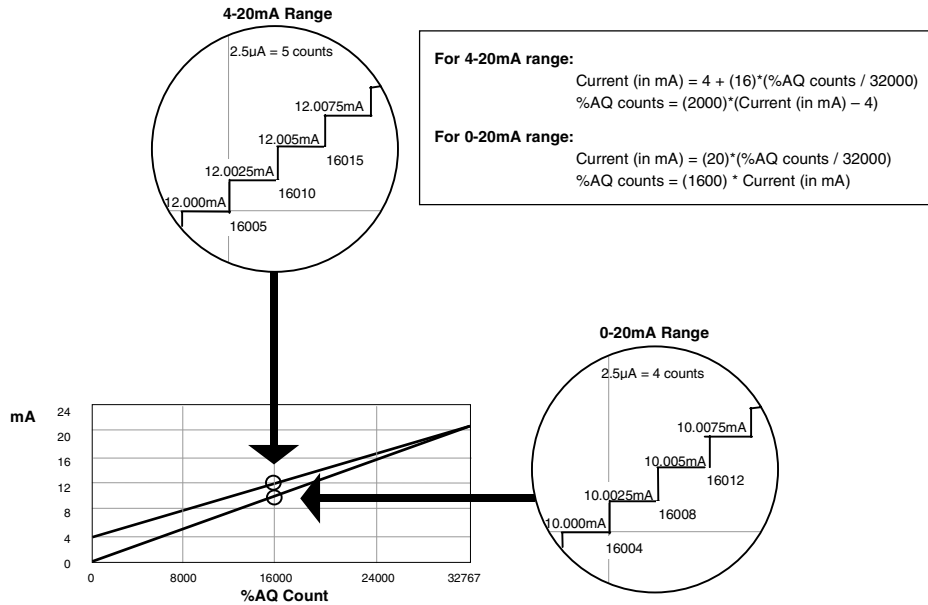 4-20mA Range
2.5µA = 5 counts
12.0075mA
12.005mA
16015
12.0025mA
16010
12.000mA
16005
For 4-20mA range:
Current (in mA) = 4 + (16)*(%AQ counts / 32000)
%AQ counts = (2000)*(Current (in mA) – 4)
For 0-20mA range:
Current (in mA) = (20)*(%AQ counts / 32000)
%AQ counts = (1600) * Current (in mA)
0-20mA Range
2.5µA = 4 counts
10.0075mA
10.005mA
16012
10.0025mA
16008
10.000mA
16004
mA
24
20
16
12
8
4
0
0 8000 16000 24000 32767
%AQ Count